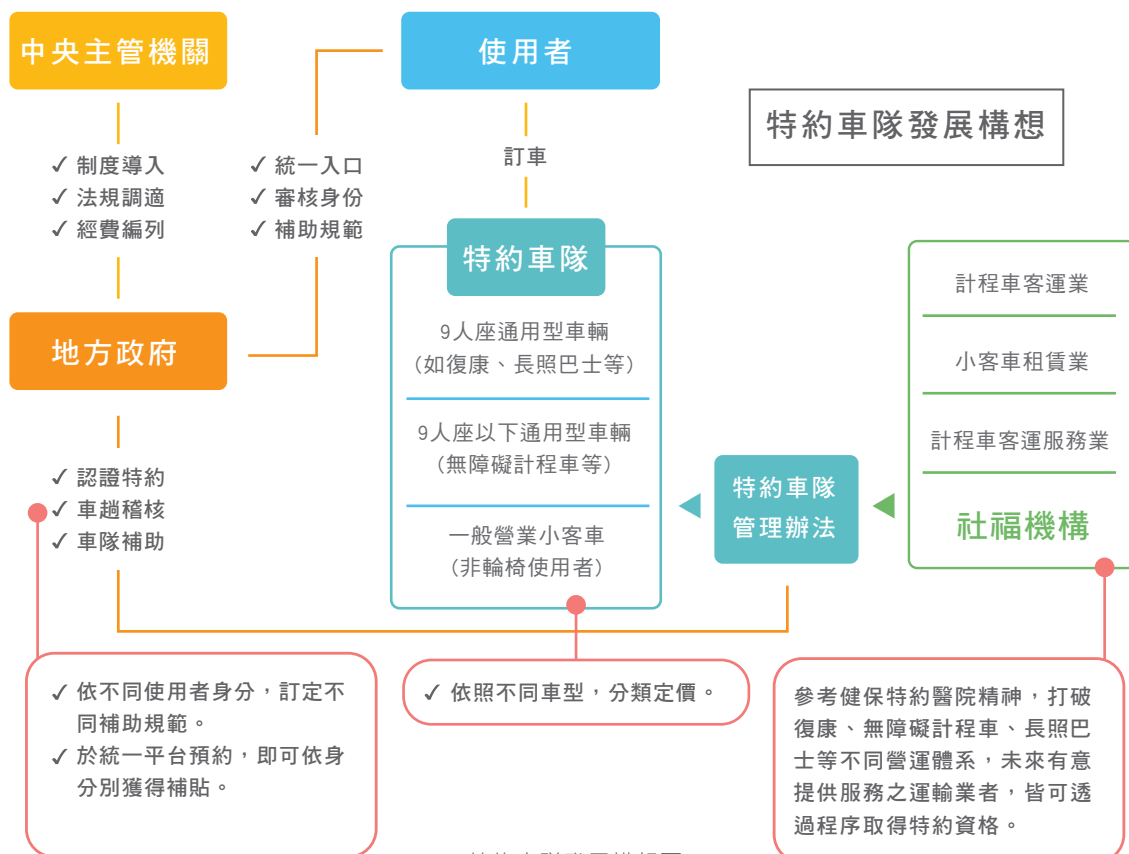 中央主管機關
使用者
特約車隊發展構想
✓ 制度導入
✓ 法規調適
✓ 經費編列
✓ 統一入口
✓ 審核身份
✓ 補助規範
訂車
特約車隊
9人座通用型車輛
(如復康、長照巴士等)
9人座以下通用型車輛
(無障礙計程車等)
一般營業小客車
(非輪椅使用者)
地方政府
✓ 認證特約
✓ 車趟稽核
✓ 車隊補助
特約車隊
管理辦法
計程車客運業
小客車租賃業
計程車客運服務業
社福機構
✓ 依不同使用者身分,訂定不
同補助規範。
✓ 於統一平台預約,即可依身
分別獲得補貼。
✓ 依照不同車型,分類定價。
參考健保特約醫院精神,打破
復康、無障礙計程車、長照巴
士等不同營運體系,未來有意
提供服務之運輸業者,皆可透
過程序取得特約資格。